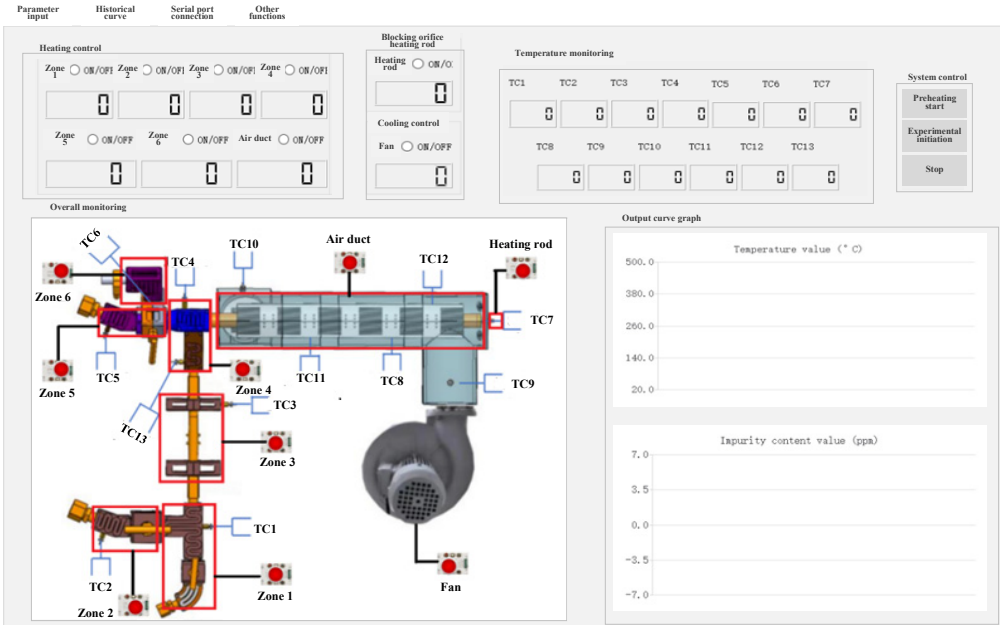 Parameter input
Historical curve
Serial port connection
Other functions
Heating control
Zone 1 ON/OFF Zone 2 ON/OFF Zone 3 ON/OFF Zone 4 ON/OFF
0 0 0 0
Zone 5 ON/OFF Zone 6 ON/OFF Air duct ON/OFF
0 0 0
Blocking orifice
heating rod
Heating rod ON/O
0
Cooling control
Fan ON/OFF
0
Temperature monitoring
TC1 TC2 TC3 TC4 TC5 TC6 TC7
0 0 0 0 0 0 0
TC8 TC9 TC10 TC11 TC12 TC13
0 0 0 0 0 0
System control
Preheating
start
Experimental
initiation
Stop
Overall monitoring
TC6
TC4
TC10
Air duct
TC12
Heating rod
Zone 6
TC7
TC5
TC11
TC8
TC9
Zone 5
Zone 4
TC3
TC13
Zone 3
TC1
TC2
Zone 1
Zone 2
Fan
Output curve graph
Temperature value (°C)
500.0
380.0
260.0
140.0
20.0
Impurity content value (ppm)
7.0
3.5
0.0
-3.5
-7.0